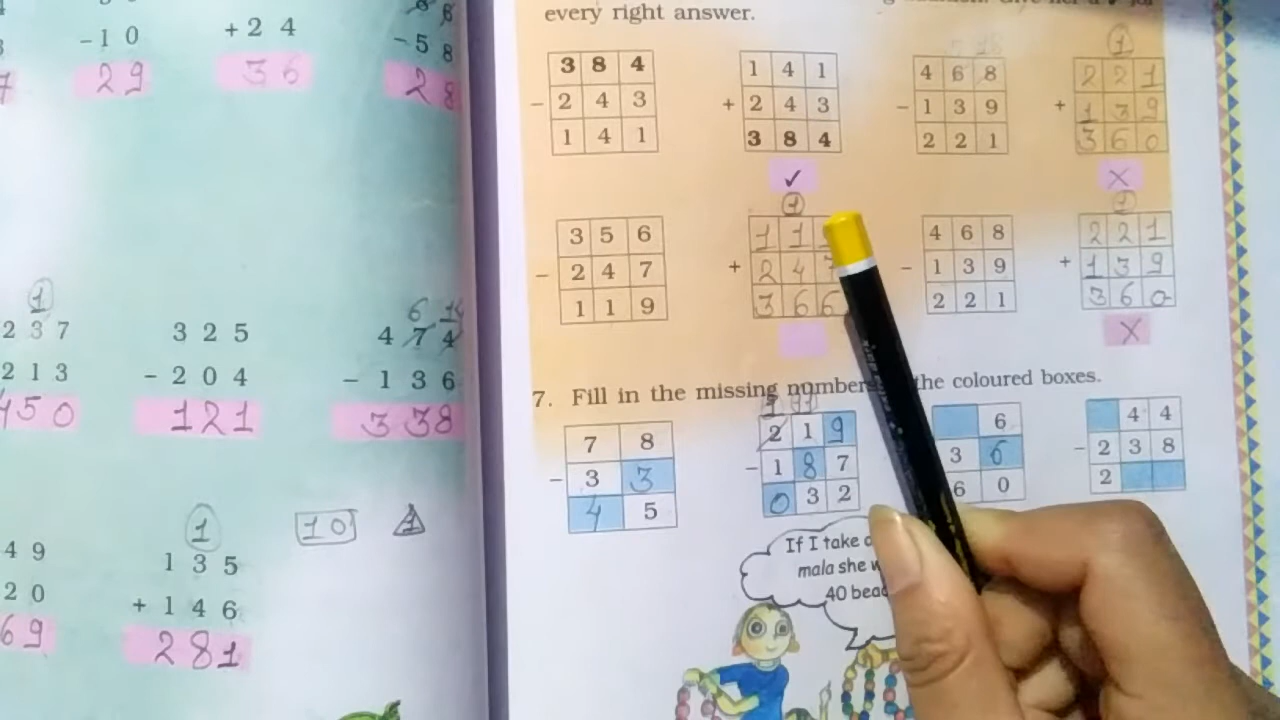 - 1 0
2 9
+ 2 4
3 6
- 5 8
2 8
2 3 7
2 1 3
4 5 0
3 2 5
- 2 0 4
1 2 1
6 14
4 7 4
- 1 3 6
3 3 8
4 9
2 0
6 9
1
1 3 5
+ 1 4 6
2 8 1
10
1
every right answer.
3 8 4
- 2 4 3
1 4 1
1 4 1
+ 2 4 3
3 8 4
✓
4 6 8
- 1 3 9
2 2 1
1
2 2 1
+ 1 3 9
3 6 0
X
3 5 6
- 2 4 7
1 1 9
1
1 1
+ 2 4
3 6 6
4 6 8
- 1 3 9
2 2 1
1
2 2 1
+ 1 3 9
3 6 0
X
7. Fill in the missing number the coloured boxes.
7 8
- 3 3
4 5
2 1 9
- 1 8 7
0 3 2
6
3 6
6 0
4 4
- 2 3 8
2
If I take
mala she
40